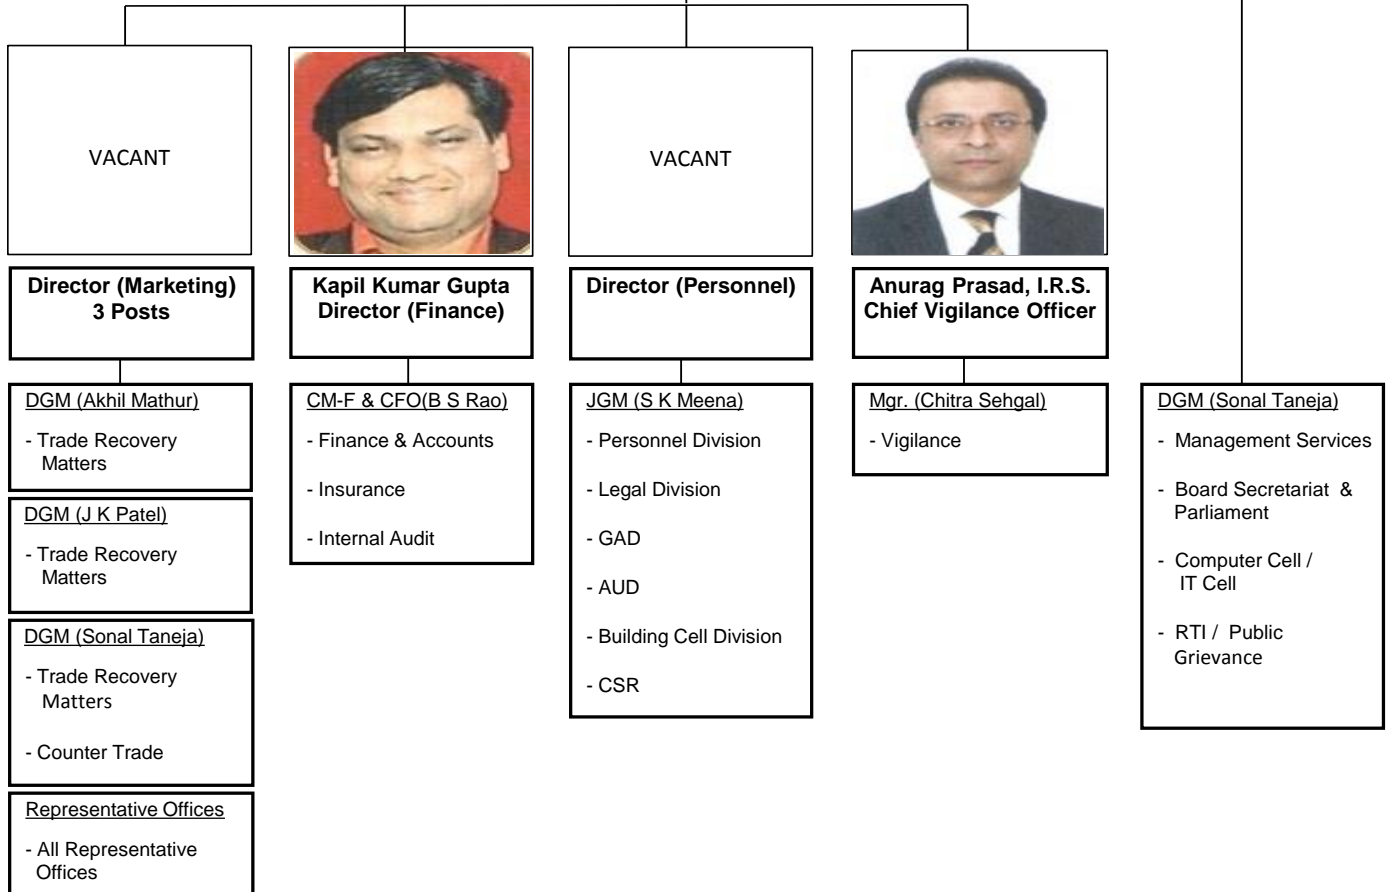 VACANT
Director (Marketing)
3 Posts
DGM (Akhil Mathur)
- Trade Recovery
Matters
DGM (J K Patel)
- Trade Recovery
Matters
DGM (Sonal Taneja)
- Trade Recovery
Matters
- Counter Trade
Representative Offices
- All Representative
Offices
Kapil Kumar Gupta
Director (Finance)
CM-F & CFO(B S Rao)
- Finance & Accounts
- Insurance
- Internal Audit
VACANT
Director (Personnel)
JGM (S K Meena)
- Personnel Division
- Legal Division
- GAD
- AUD
- Building Cell Division
- CSR
Anurag Prasad, I.R.S.
Chief Vigilance Officer
Mgr. (Chitra Sehgal)
- Vigilance
DGM (Sonal Taneja)
- Management Services
- Board Secretariat &
Parliament
- Computer Cell /
IT Cell
- RTI / Public
Grievance